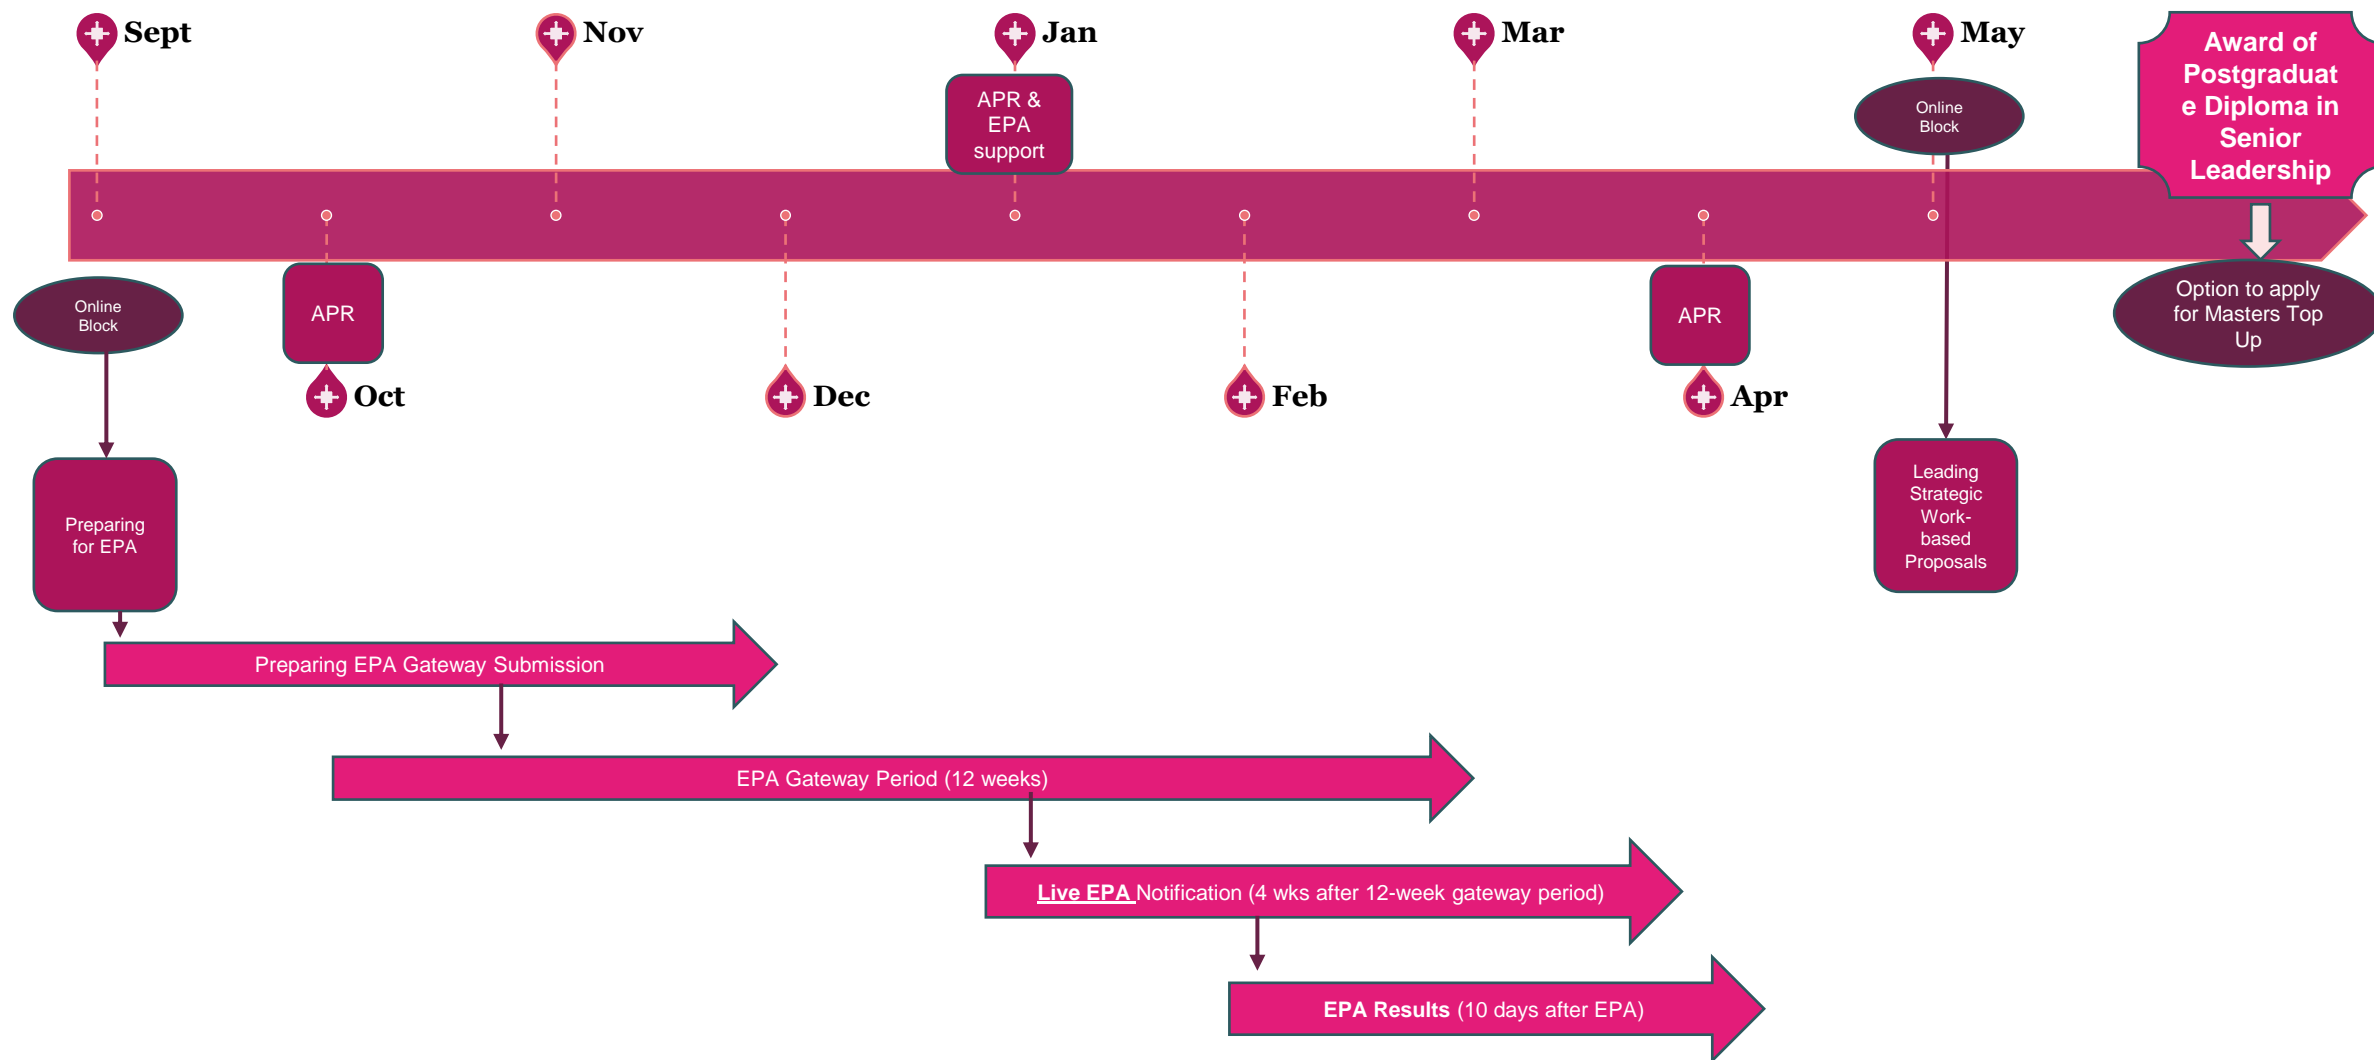 Sept
Nov
Jan
Mar
May
Award of
Postgraduat
e Diploma in
Senior
Leadership
APR &
EPA
support
Online
Block
Online
Block
APR
APR
Option to apply
for Masters Top
Up
Oct
Dec
Feb
Apr
Preparing
for EPA
Leading
Strategic
Work-
based
Proposals
Preparing EPA Gateway Submission
EPA Gateway Period (12 weeks)
Live EPA Notification (4 wks after 12-week gateway period)
EPA Results (10 days after EPA)